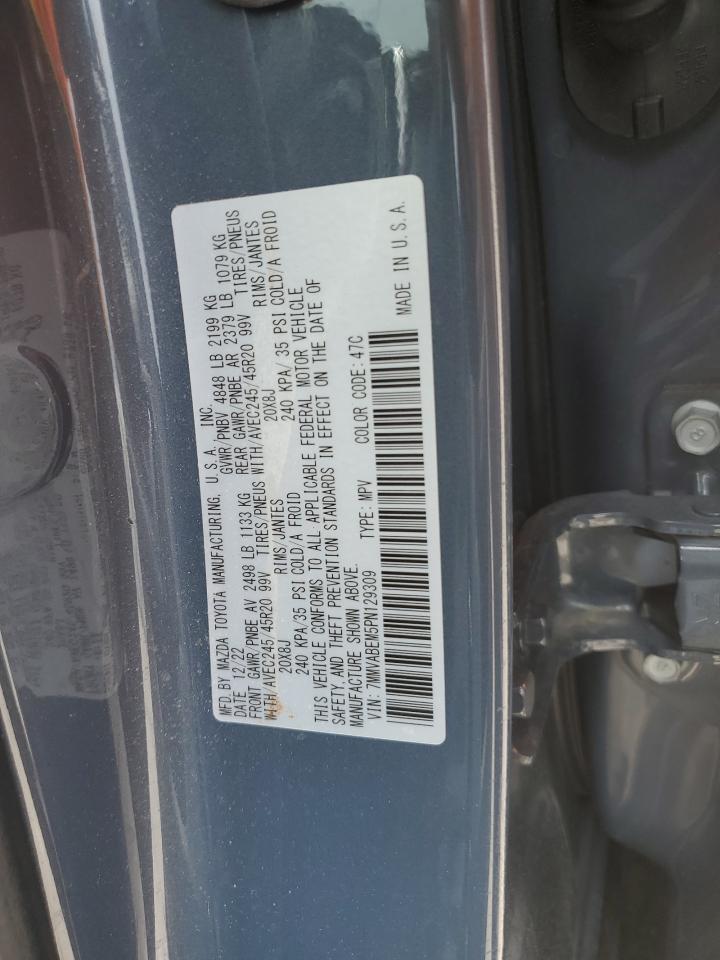 MFD. BY MAZDA TOYOTA MANUFACTURING, U.S.A., INC.
DATE 12/22 GVWR/PNBV 4848 LB 2199 KG
FRONT GAWR/PNBE AV 2498 LB 1133 KG REAR GAWR/PNBE AR 2379 LB 1079 KG
WITH/AVEC245/45R20 99V TIRES/PNEUS WITH/AVEC245/45R20 99V TIRES/PNEUS
20X8J RIMS/JANTES 20X8J RIMS/JANTES
240 KPA/35 PSI COLD/A FROID 240 KPA/35 PSI COLD/A FROID
THIS VEHICLE CONFORMS TO ALL APPLICABLE FEDERAL MOTOR VEHICLE
SAFETY, AND THEFT PREVENTION STANDARDS IN EFFECT ON THE DATE OF
MANUFACTURE SHOWN ABOVE.
VIN: 7MMVABEM5PN129309 TYPE: MPV COLOR CODE: 47C
MADE IN U.S.A.